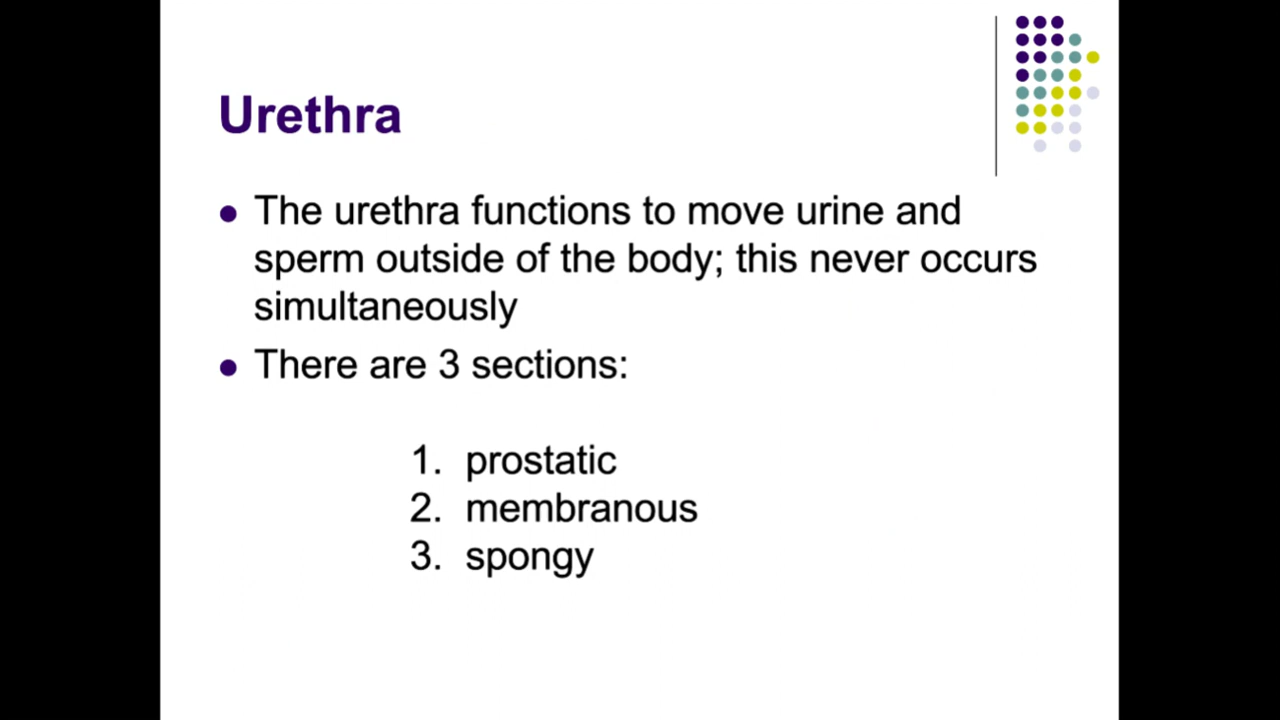 Urethra
● The urethra functions to move urine and
sperm outside of the body; this never occurs
simultaneously
● There are 3 sections:
1. prostatic
2. membranous
3. spongy